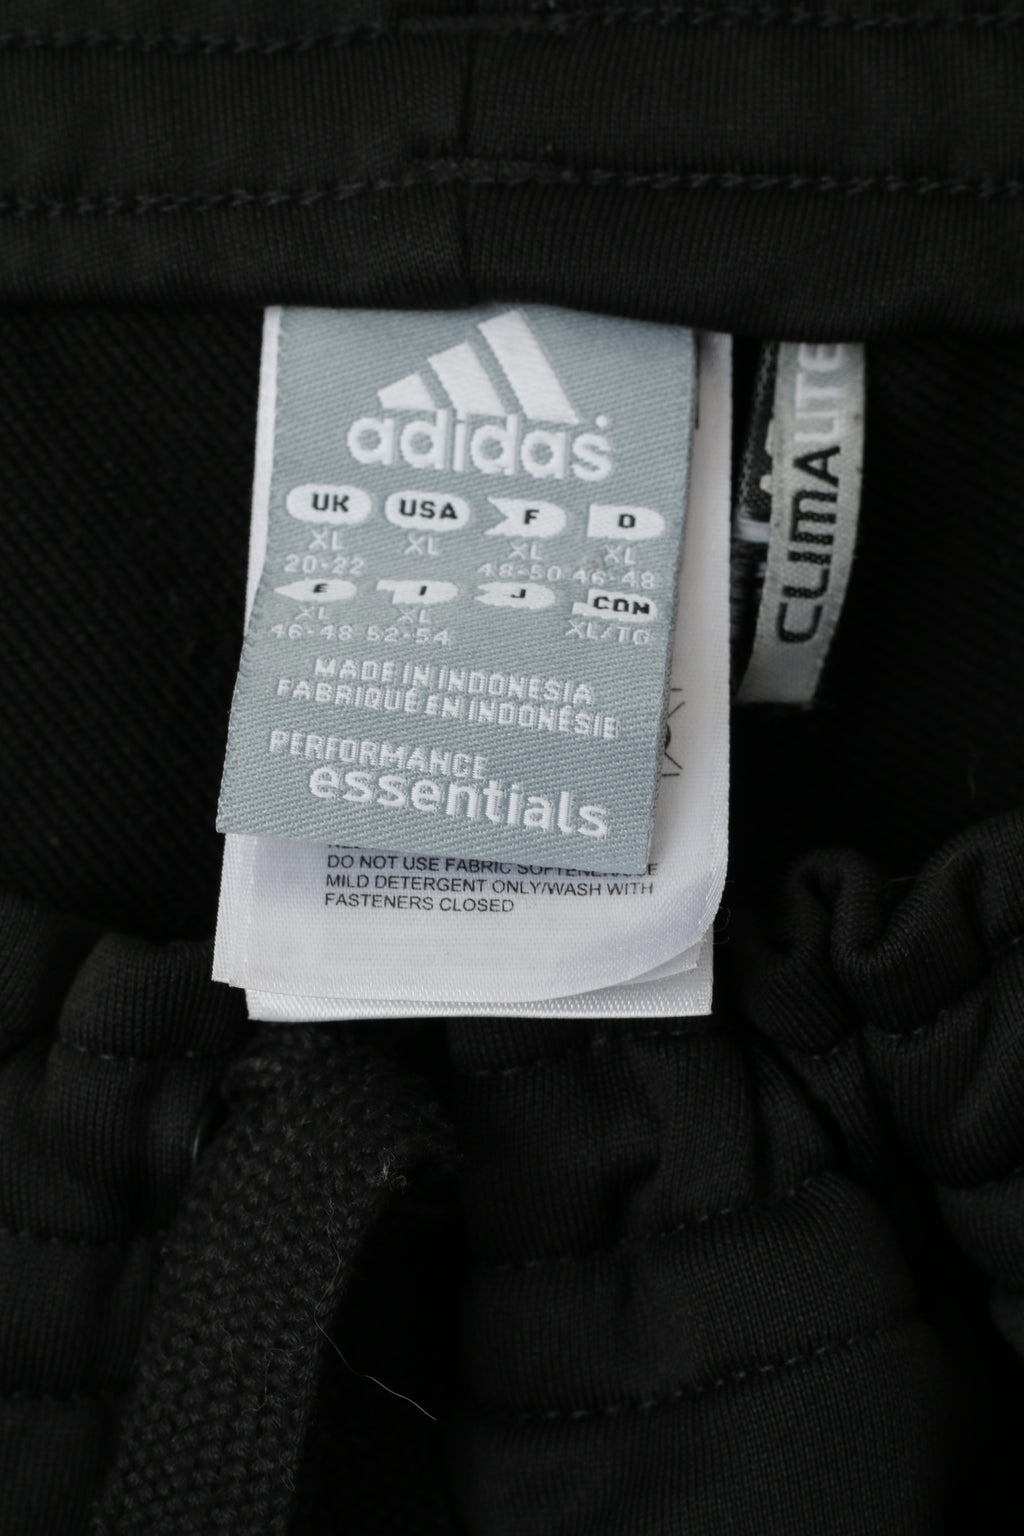 adidas
UK USA F D
XL XL XL XL
20-22 48-50 46-48
E I J CDN
XL XL XL/TG
46-48 52-54
MADE IN INDONESIA
FABRIQUÉ EN INDONÉSIE
PERFORMANCE
essentials
DO NOT USE FABRIC
MILD DETERGENT ONLY/WASH WITH
FASTENERS CLOSED
CLIMALITE